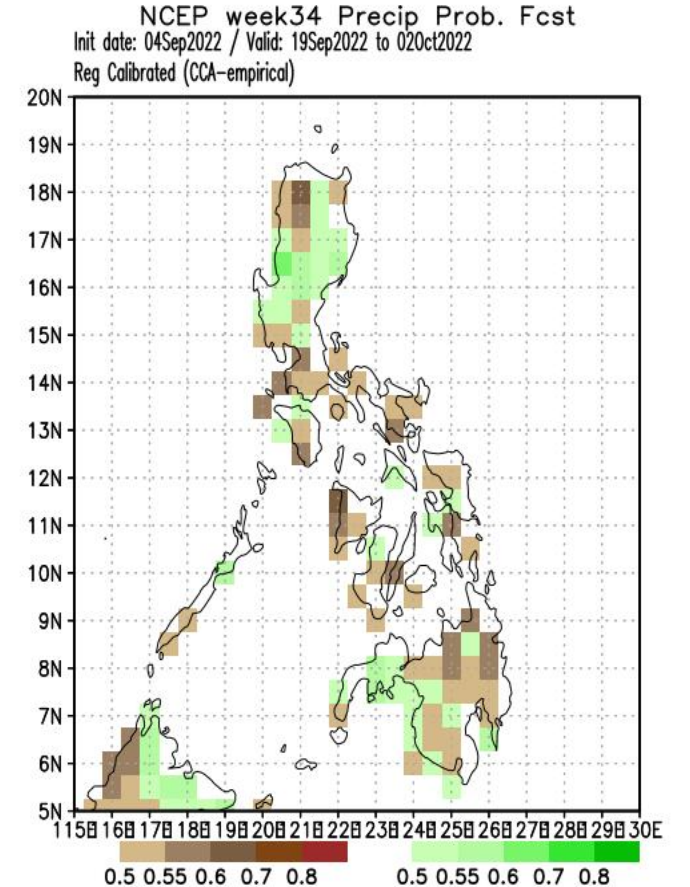 NCEP week34 Precip Prob. Fcst
Init date: 04Sep2022 / Valid: 19Sep2022 to 02Oct2022
Reg Calibrated (CCA-empirical)
20N
19N
18N
17N
16N
15N
14N
13N
12N
11N
10N
9N
8N
7N
6N
5N
115E 116E 117E 118E 119E 120E 121E 122E 123E 124E 125E 126E 127E 128E 129E 130E
0.5 0.55 0.6 0.7 0.8 0.5 0.55 0.6 0.7 0.8